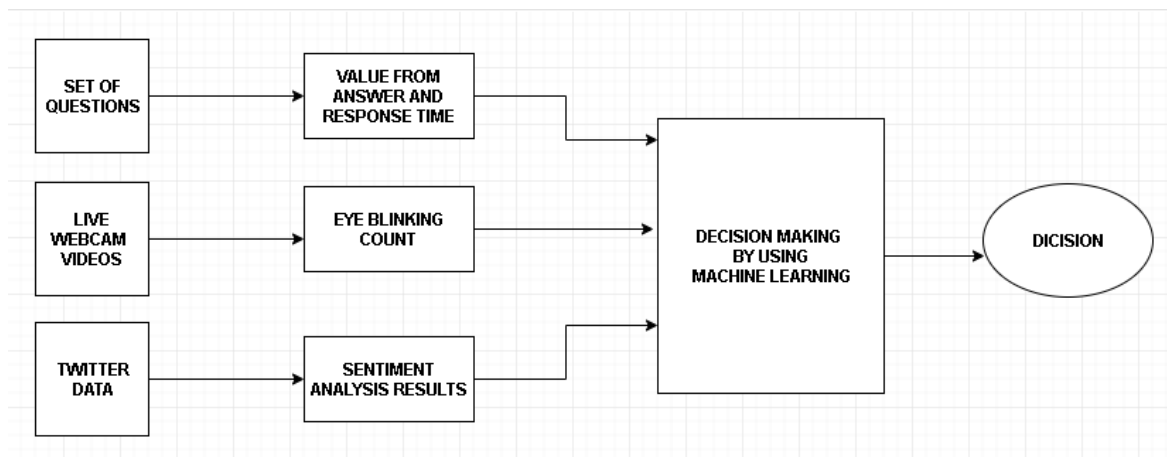 SET OF
QUESTIONS
VALUE FROM
ANSWER AND
RESPONSE TIME
LIVE
WEBCAM
VIDEOS
EYE BLINKING
COUNT
TWITTER
DATA
SENTIMENT
ANALYSIS RESULTS
DECISION MAKING
BY USING
MACHINE LEARNING
DICISION